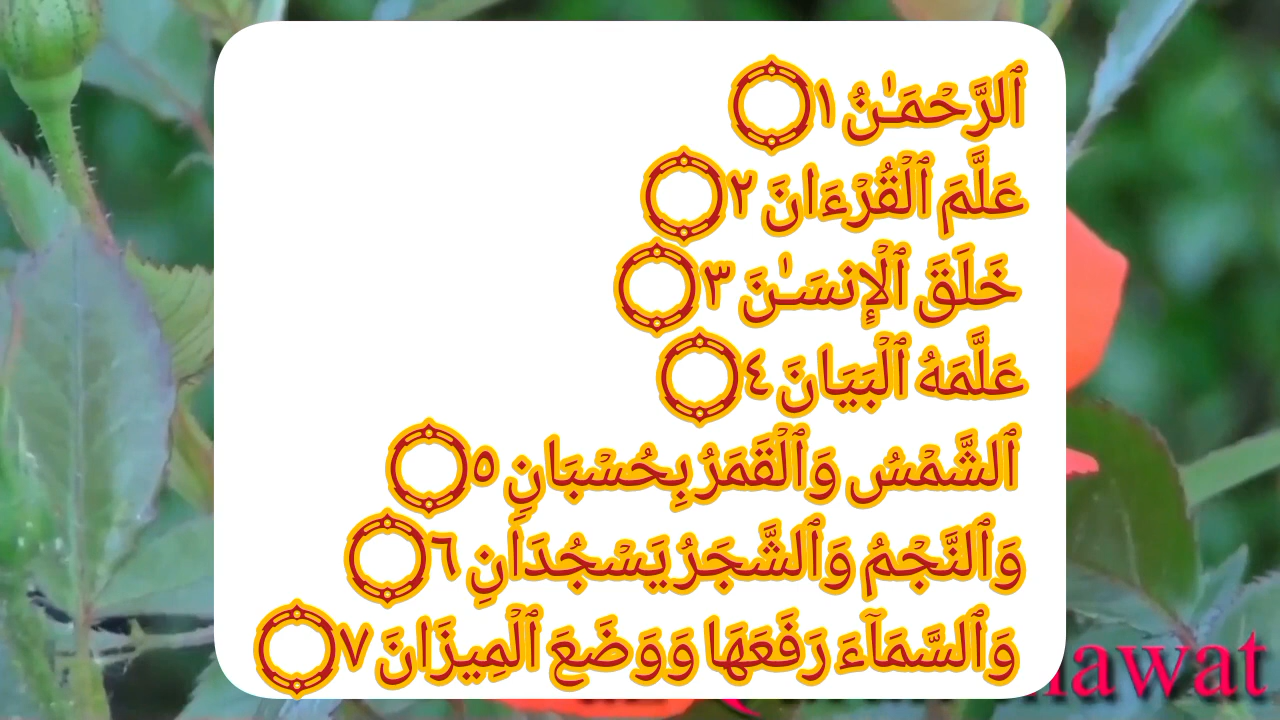 ٱلرَّحْمَـٰنُ ١۝
عَلَّمَ ٱلْقُرْءَانَ ٢۝
خَلَقَ ٱلْإِنسَـٰنَ ٣۝
عَلَّمَهُ ٱلْبَيَانَ ٤۝
ٱلشَّمْسُ وَٱلْقَمَرُ بِحُسْبَانٍ ٥۝
وَٱلنَّجْمُ وَٱلشَّجَرُ يَسْجُدَانِ ٦۝
وَٱلسَّمَآءَ رَفَعَهَا وَوَضَعَ ٱلْمِيزَانَ ٧۝